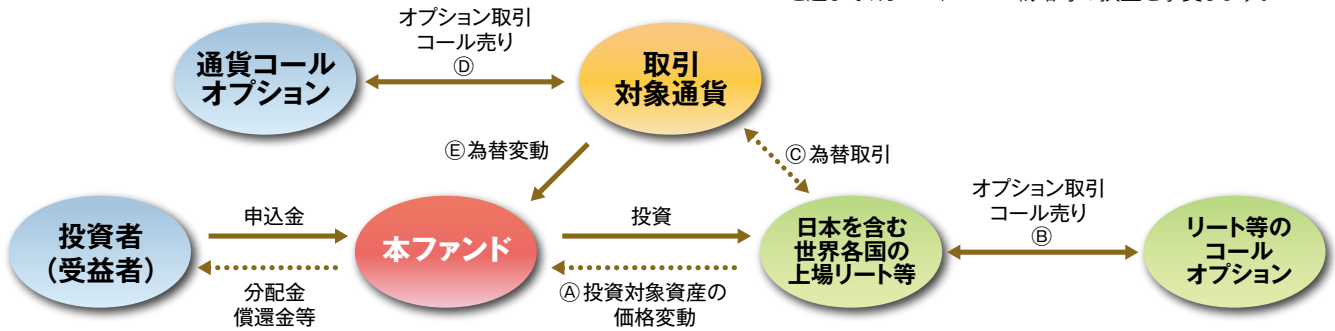 オプション取引
コール売り
Ⓓ
通貨コール
オプション
取引
対象通貨
Ⓔ為替変動
Ⓒ為替取引
オプション取引
コール売り
Ⓑ
投資者
（受益者）
申込金
分配金
償還金等
本ファンド
投資
Ⓐ投資対象資産の
価格変動
日本を含む
世界各国の
上場リート等
リート等の
コール
オプション